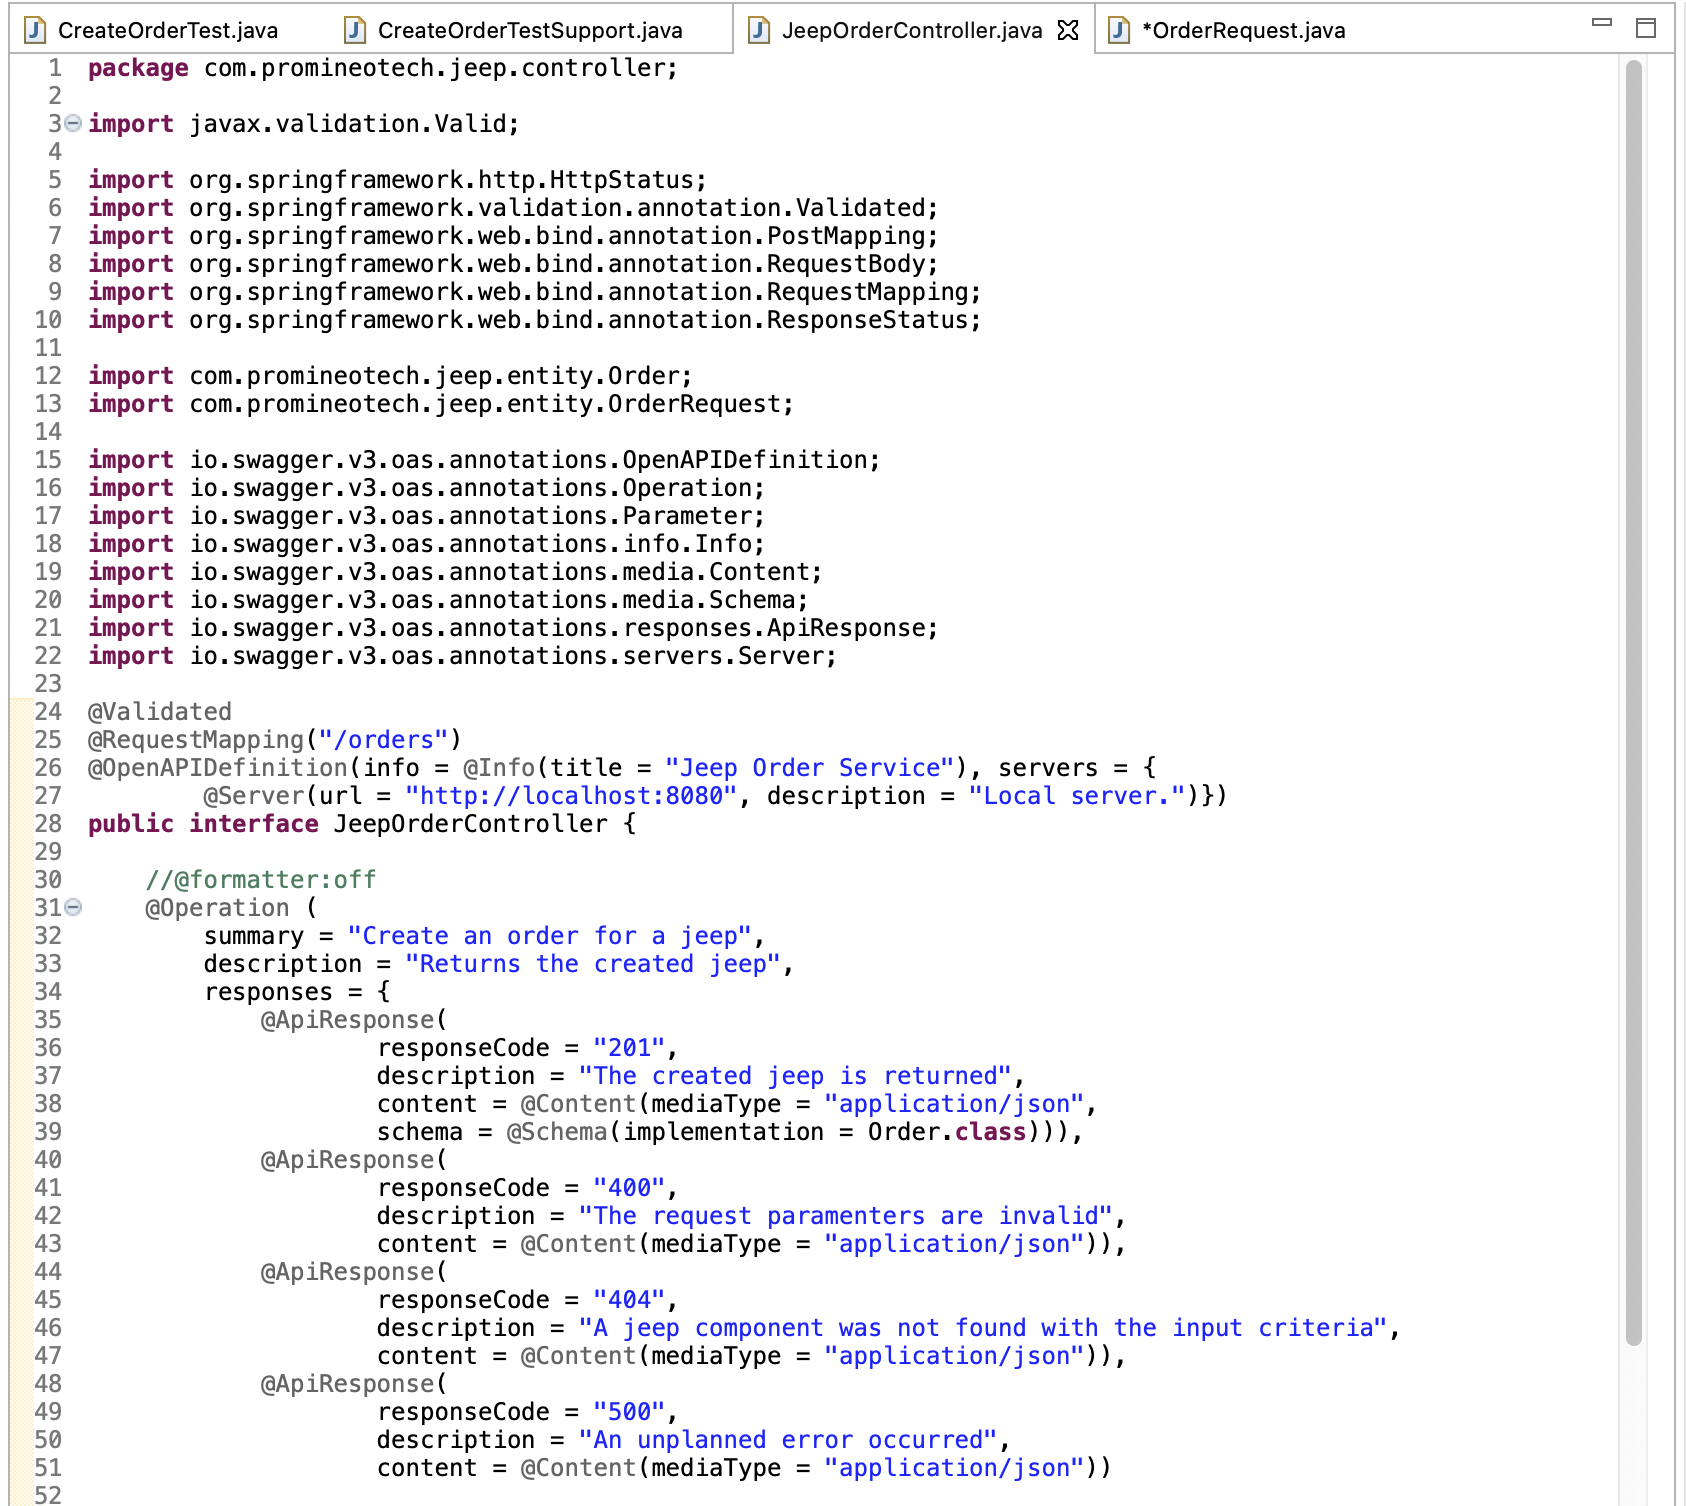 CreateOrderTest.java CreateOrderTestSupport.java JeepOrderController.java *OrderRequest.java
1 package com.promineotech.jeep.controller;
2
3 import javax.validation.Valid;
4
5 import org.springframework.http.HttpStatus;
6 import org.springframework.validation.annotation.Validated;
7 import org.springframework.web.bind.annotation.PostMapping;
8 import org.springframework.web.bind.annotation.RequestBody;
9 import org.springframework.web.bind.annotation.RequestMapping;
10 import org.springframework.web.bind.annotation.ResponseStatus;
11
12 import com.promineotech.jeep.entity.Order;
13 import com.promineotech.jeep.entity.OrderRequest;
14
15 import io.swagger.v3.oas.annotations.OpenAPIDefinition;
16 import io.swagger.v3.oas.annotations.Operation;
17 import io.swagger.v3.oas.annotations.Parameter;
18 import io.swagger.v3.oas.annotations.info.Info;
19 import io.swagger.v3.oas.annotations.media.Content;
20 import io.swagger.v3.oas.annotations.media.Schema;
21 import io.swagger.v3.oas.annotations.responses.ApiResponse;
22 import io.swagger.v3.oas.annotations.servers.Server;
23
24 @Validated
25 @RequestMapping("/orders")
26 @OpenAPIDefinition(info = @Info(title = "Jeep Order Service"), servers = {
27 @Server(url = "http://localhost:8080", description = "Local server.")})
28 public interface JeepOrderController {
29
30 //@formatter:off
31 @Operation (
32 summary = "Create an order for a jeep",
33 description = "Returns the created jeep",
34 responses = {
35 @ApiResponse(
36 responseCode = "201",
37 description = "The created jeep is returned",
38 content = @Content(mediaType = "application/json",
39 schema = @Schema(implementation = Order.class))),
40 @ApiResponse(
41 responseCode = "400",
42 description = "The request paramenters are invalid",
43 content = @Content(mediaType = "application/json")),
44 @ApiResponse(
45 responseCode = "404",
46 description = "A jeep component was not found with the input criteria",
47 content = @Content(mediaType = "application/json")),
48 @ApiResponse(
49 responseCode = "500",
50 description = "An unplanned error occurred",
51 content = @Content(mediaType = "application/json"))
52